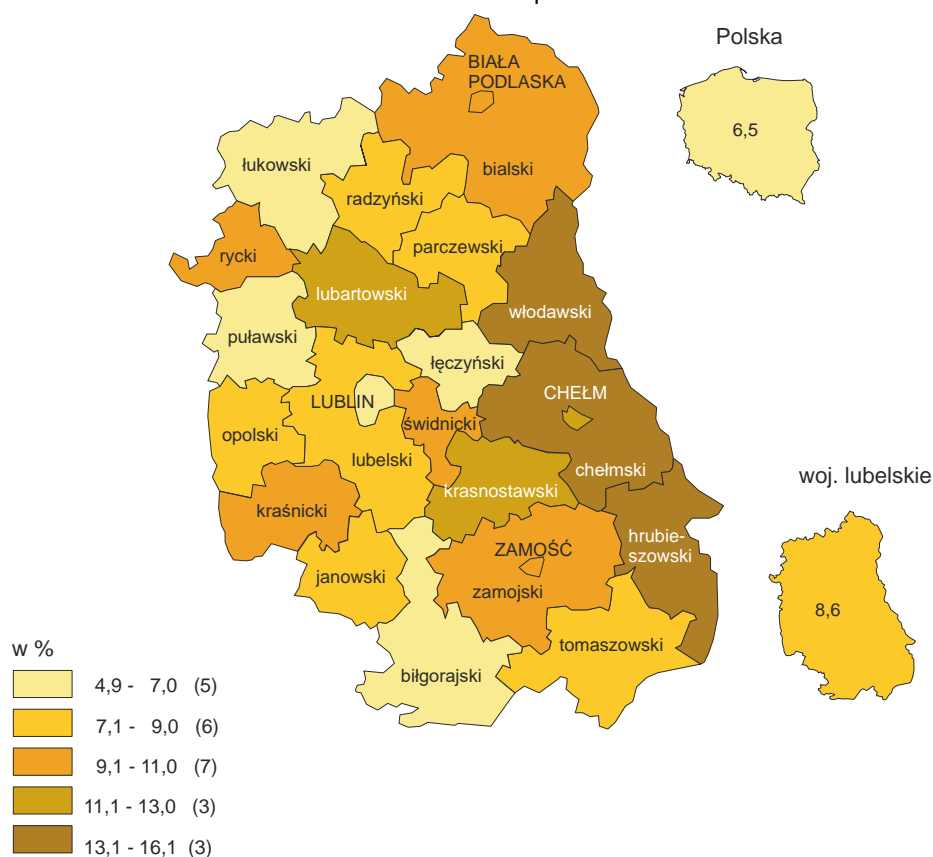 Polska
BIAŁA
PODLASKA
6,5
łukowski
bialski
radzyński
parczewski
rycki
lubartowski
włodawski
puławski
łęczyński
LUBLIN
CHEŁM
świdnicki
opolski
lubelski
chełmski
woj. lubelskie
krasnostawski
kraśnicki
hrubie-
szowski
ZAMOŚĆ
janowski
zamojski
8,6
tomaszowski
biłgorajski
w %
4,9 - 7,0 (5)
7,1 - 9,0 (6)
9,1 - 11,0 (7)
11,1 - 13,0 (3)
13,1 - 16,1 (3)